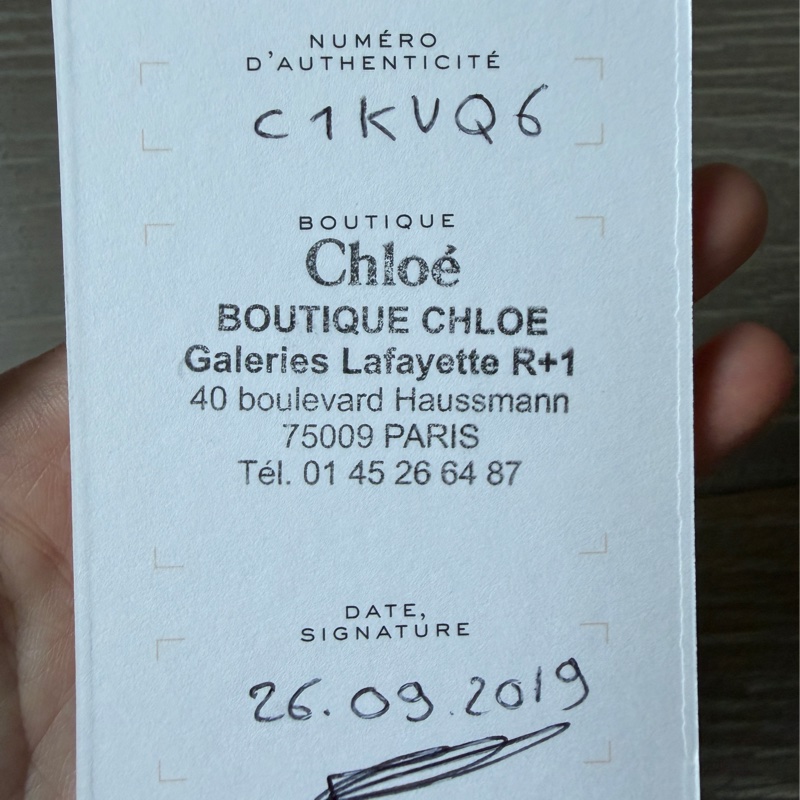 NUMÉRO
D'AUTHENTICITÉ
C1KVQ6
BOUTIQUE
Chloé
BOUTIQUE CHLOE
Galeries Lafayette R+1
40 boulevard Haussmann
75009 PARIS
Tél. 01 45 26 64 87
DATE,
SIGNATURE
26.09.2019